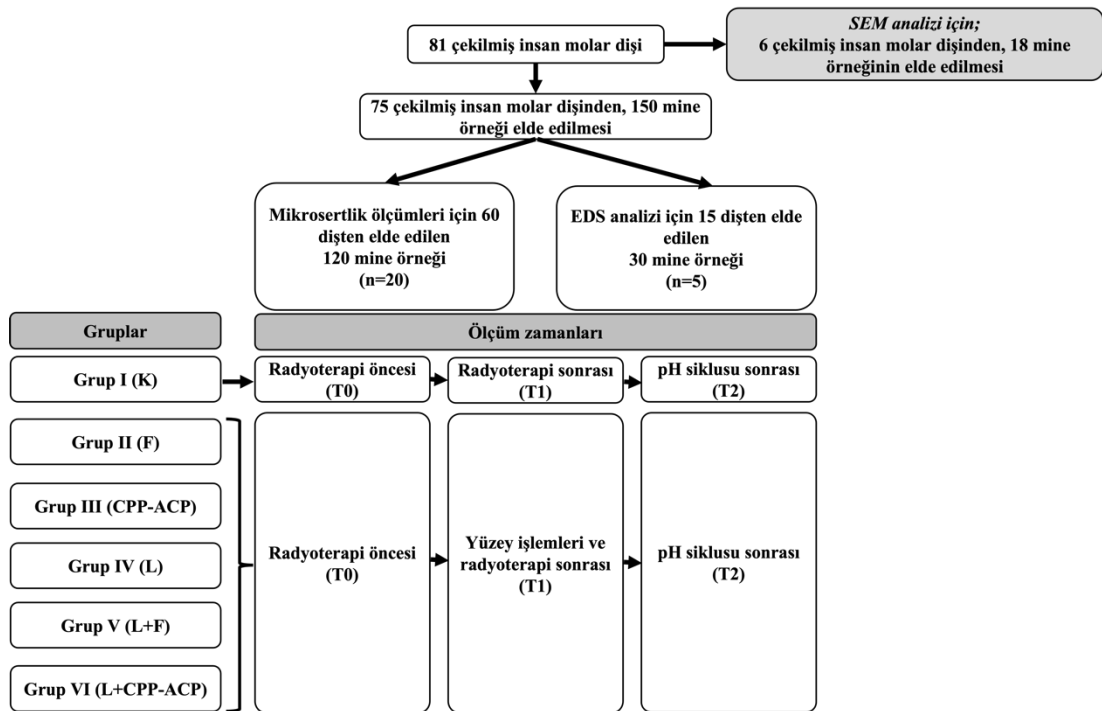 81 çekilmiş insan molar dişi
SEM analizi için;
6 çekilmiş insan molar dişinden, 18 mine
örneğinin elde edilmesi
75 çekilmiş insan molar dişinden, 150 mine
örneği elde edilmesi
Mikrosertlik ölçümleri için 60
dişten elde edilen
120 mine örneği
(n=20)
EDS analizi için 15 dişten elde
edilen
30 mine örneği
(n=5)
Gruplar
Ölçüm zamanları
Grup I (K)
Radyoterapi öncesi
(T0)
Radyoterapi sonrası
(T1)
pH siklusu sonrası
(T2)
Grup II (F)
Grup III (CPP-ACP)
Grup IV (L)
Grup V (L+F)
Grup VI (L+CPP-ACP)
Radyoterapi öncesi
(T0)
Yüzey işlemleri ve
radyoterapi sonrası
(T1)
pH siklusu sonrası
(T2)